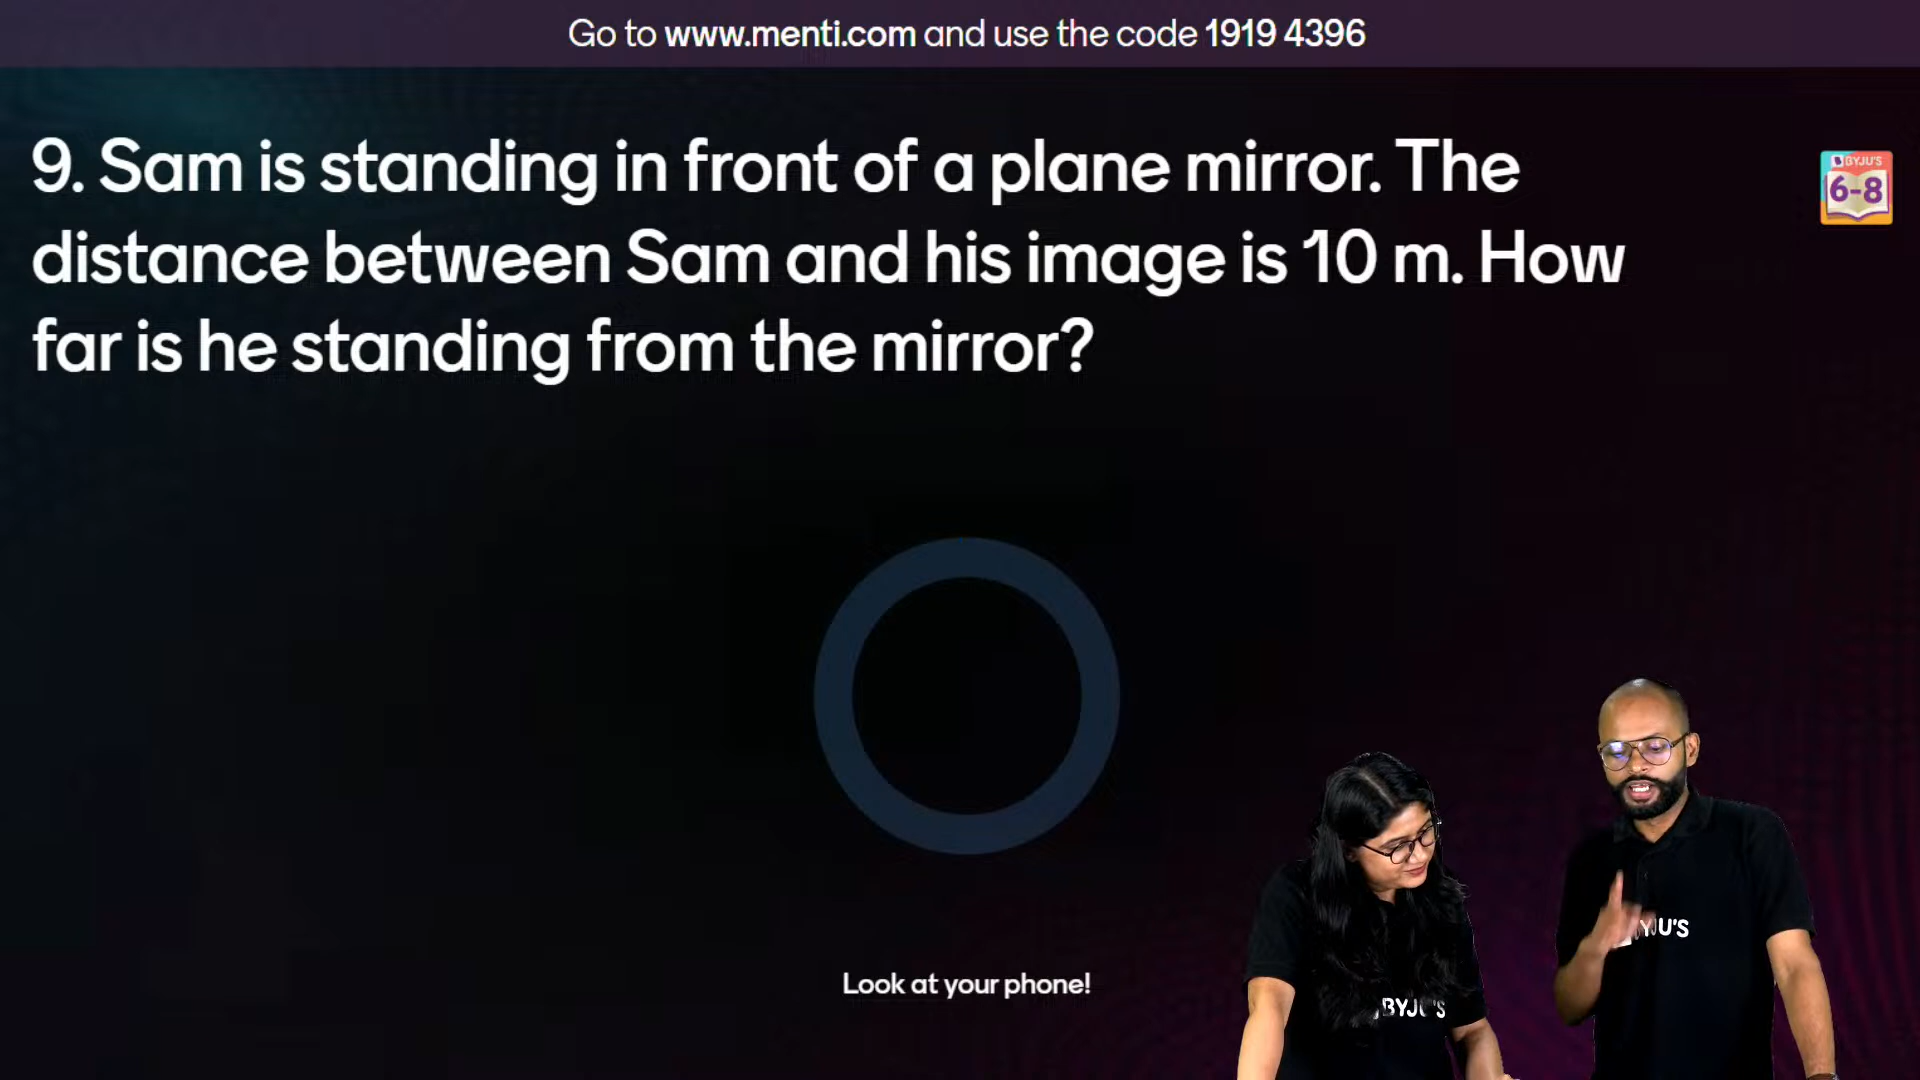 Go to www.menti.com and use the code 1919 4396
9. Sam is standing in front of a plane mirror. The
distance between Sam and his image is 10 m. How
far is he standing from the mirror?
BYJU'S
6-8
Look at your phone!
YJU'S
BYJU'S